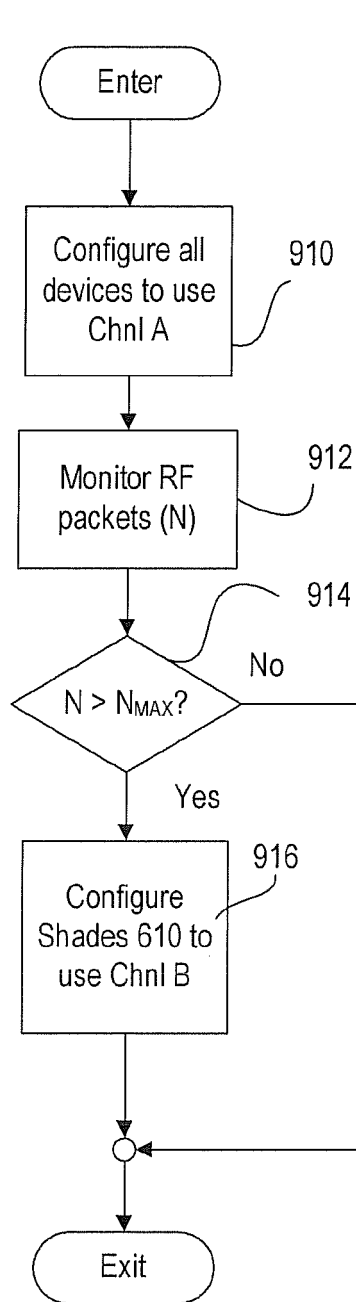 Enter
Configure all
devices to use
Chnl A
910
Monitor RF
packets (N)
912
914
N > NMAX?
No
Yes
Configure
Shades 610 to
use Chnl B
916
Exit